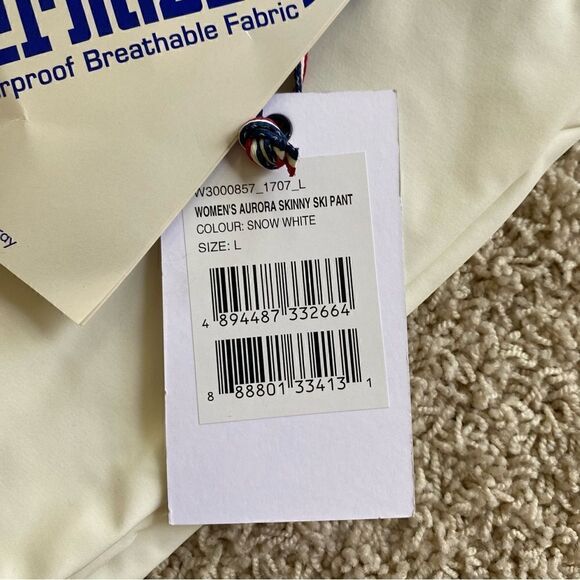 rproof Breathable Fabric
W3000857_1707_L
WOMEN'S AURORA SKINNY SKI PANT
COLOUR: SNOW WHITE
SIZE: L
4 894487 332664
8 88801 33413 1